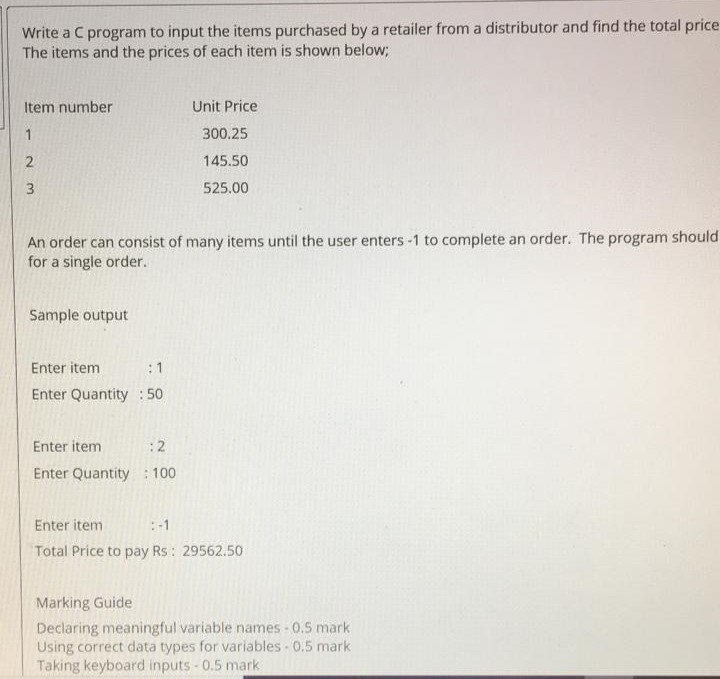 Write a C program to input the items purchased by a retailer from a distributor and find the total price
The items and the prices of each item is shown below;
Item number Unit Price
1 300.25
2 145.50
3 525.00
An order can consist of many items until the user enters -1 to complete an order. The program should
for a single order.
Sample output
Enter item : 1
Enter Quantity : 50
Enter item : 2
Enter Quantity : 100
Enter item : -1
Total Price to pay Rs : 29562.50
Marking Guide
Declaring meaningful variable names - 0.5 mark
Using correct data types for variables - 0.5 mark
Taking keyboard inputs - 0.5 mark